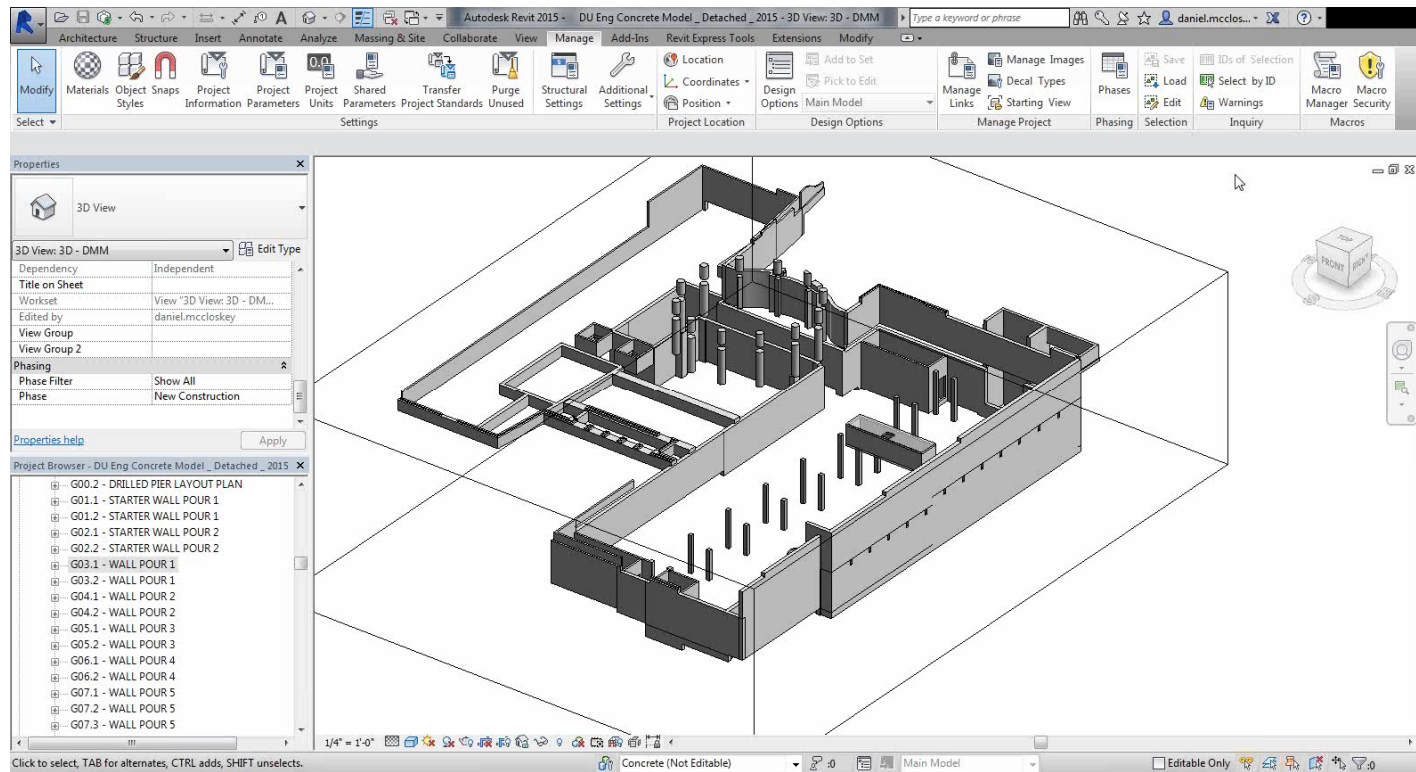 Autodesk Revit 2015 - DU Eng Concrete Model _ Detached _ 2015 - 3D View: 3D - DMM
Type a keyword or phrase
daniel.mcclos...
Architecture Structure Insert Annotate Analyze Massing & Site Collaborate View Manage Add-Ins Revit Express Tools Extensions Modify
Modify
Materials
Object Styles
Snaps
Project Information
Project Parameters
Project Units
Shared Parameters
Transfer Project Standards
Purge Unused
Structural Settings
Additional Settings
Location
Coordinates
Position
Design Options
Add to Set
Pick to Edit
Main Model
Manage Links
Manage Images
Decal Types
Starting View
Phases
Save
Load
Edit
IDs of Selection
Select by ID
Warnings
Macro Manager
Macro Security
Select
Settings
Project Location
Design Options
Manage Project
Phasing
Selection
Inquiry
Macros
Properties
3D View
3D View: 3D - DMM
Edit Type
Dependency Independent
Title on Sheet
Workset View "3D View: 3D - DM...
Edited by daniel.mccloskey
View Group
View Group 2
Phasing
Phase Filter Show All
Phase New Construction
Properties help
Apply
Project Browser - DU Eng Concrete Model _ Detached _ 2015
G00.2 - DRILLED PIER LAYOUT PLAN
G01.1 - STARTER WALL POUR 1
G01.2 - STARTER WALL POUR 1
G02.1 - STARTER WALL POUR 2
G02.2 - STARTER WALL POUR 2
G03.1 - WALL POUR 1
G03.2 - WALL POUR 1
G04.1 - WALL POUR 2
G04.2 - WALL POUR 2
G05.1 - WALL POUR 3
G05.2 - WALL POUR 3
G06.1 - WALL POUR 4
G06.2 - WALL POUR 4
G07.1 - WALL POUR 5
G07.2 - WALL POUR 5
G07.3 - WALL POUR 5
TOP
FRONT
RIGHT
1/4" = 1'-0"
Click to select, TAB for alternates, CTRL adds, SHIFT unselects.
Concrete (Not Editable)
:0
Main Model
Editable Only
:0